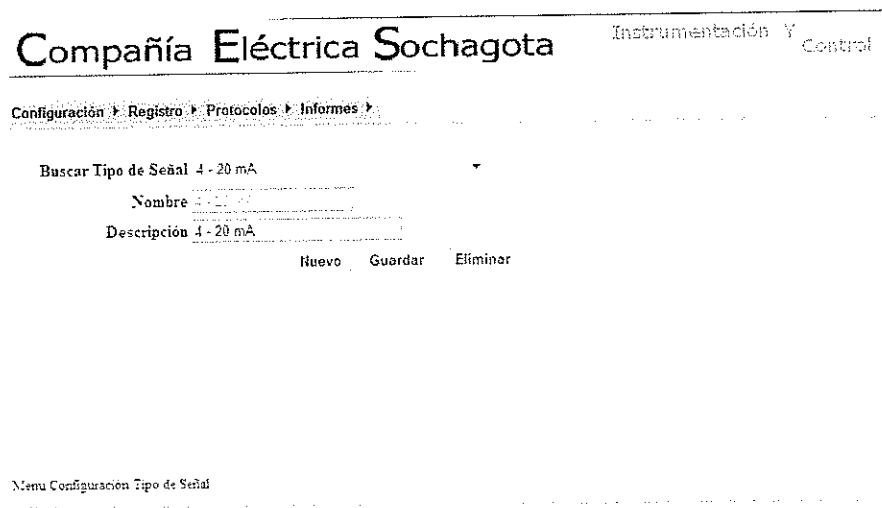 Compañía Eléctrica Sochagota
Instrumentación Y
Control
Configuración Registro Protocolos Informes
Buscar Tipo de Señal 4 - 20 mA
Nombre
Descripción 4 - 20 mA
Nuevo Guardar Eliminar
Menu Configuración Tipo de Señal